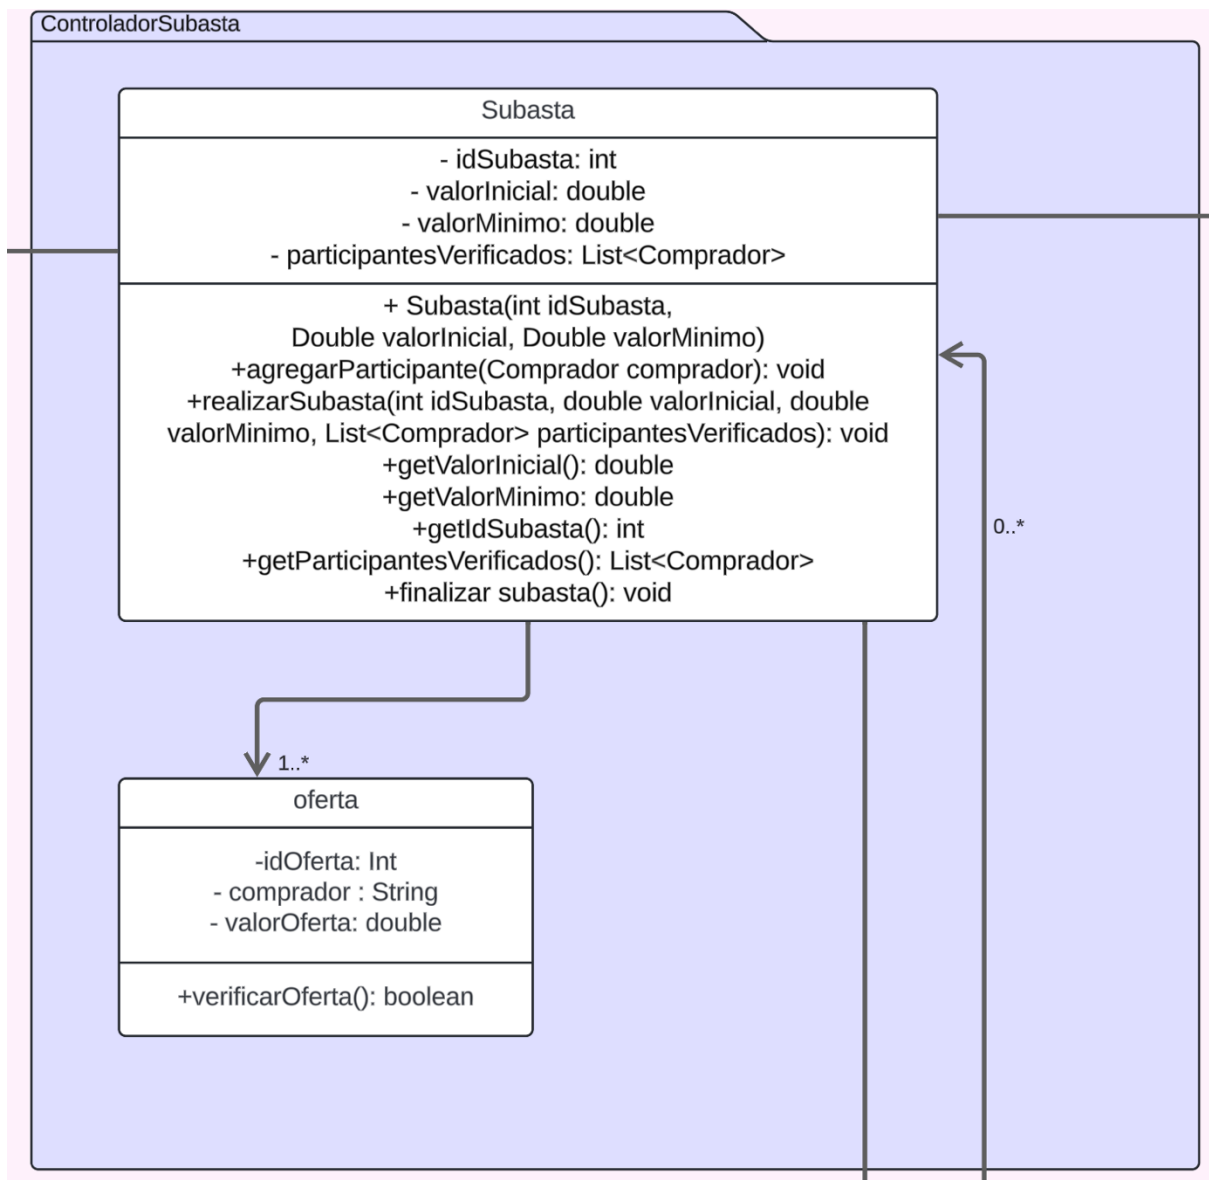 ControladorSubasta
Subasta
- idSubasta: int
- valorInicial: double
- valorMinimo: double
- participantesVerificados: List<Comprador>
+ Subasta(int idSubasta,
Double valorInicial, Double valorMinimo)
+agregarParticipante(Comprador comprador): void
+realizarSubasta(int idSubasta, double valorInicial, double
valorMinimo, List<Comprador> participantesVerificados): void
+getValorInicial(): double
+getValorMinimo: double
+getIdSubasta(): int
+getParticipantesVerificados(): List<Comprador>
+finalizar subasta(): void
0..*
1..*
oferta
-idOferta: Int
- comprador : String
- valorOferta: double
+verificarOferta(): boolean